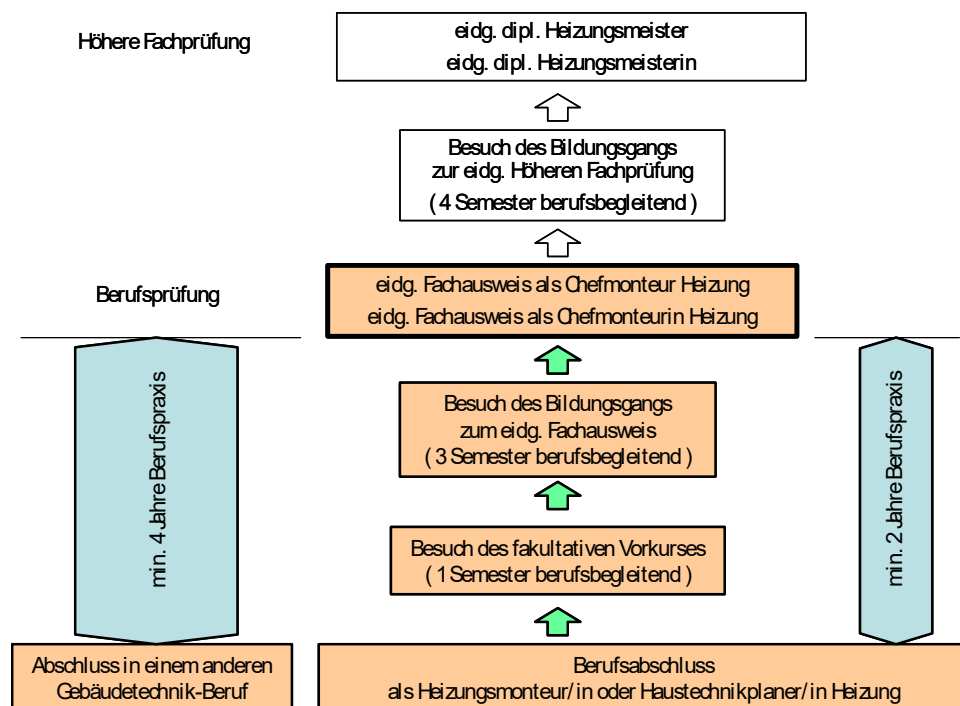 Höhere Fachprüfung
eidg. dipl. Heizungsmeister
eidg. dipl. Heizungsmeisterin
Besuch des Bildungsgangs
zur eidg. Höheren Fachprüfung
( 4 Semester berufsbegleitend )
Berufsprüfung
eidg. Fachausweis als Chefmonteur Heizung
eidg. Fachausweis als Chefmonteurin Heizung
min. 4 Jahre Berufspraxis
Besuch des Bildungsgangs
zum eidg. Fachausweis
( 3 Semester berufsbegleitend )
min. 2 Jahre Berufspraxis
Besuch des fakultativen Vorkurses
( 1 Semester berufsbegleitend )
Abschluss in einem anderen
Gebäudetechnik-Beruf
Berufsabschluss
als Heizungsmonteur/in oder Haustechnikplaner/in Heizung